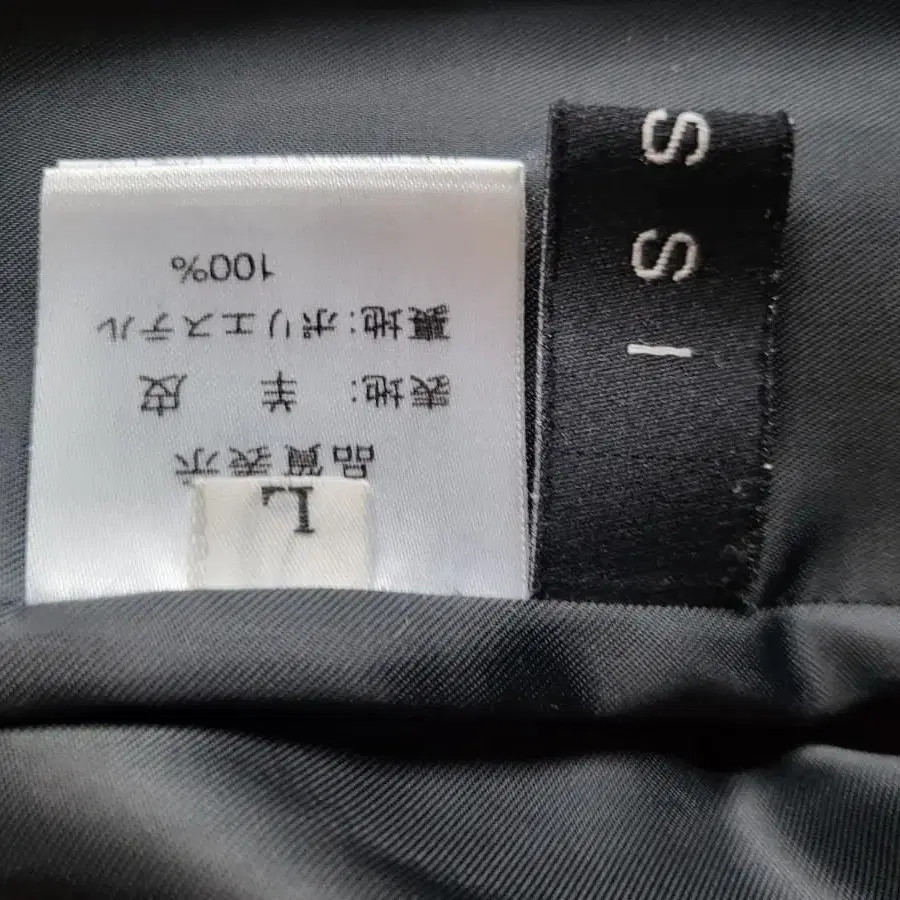 L
品質表示
表地: 羊 皮
裏地:ポリエステル
100%
S S I